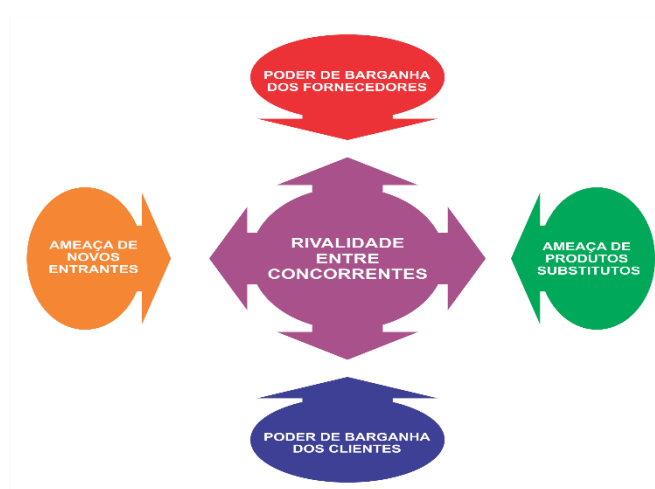 PODER DE BARGANHA
DOS FORNECEDORES
AMEAÇA DE
NOVOS
ENTRANTES
RIVALIDADE
ENTRE
CONCORRENTES
AMEAÇA DE
PRODUTOS
SUBSTITUTOS
PODER DE BARGANHA
DOS CLIENTES